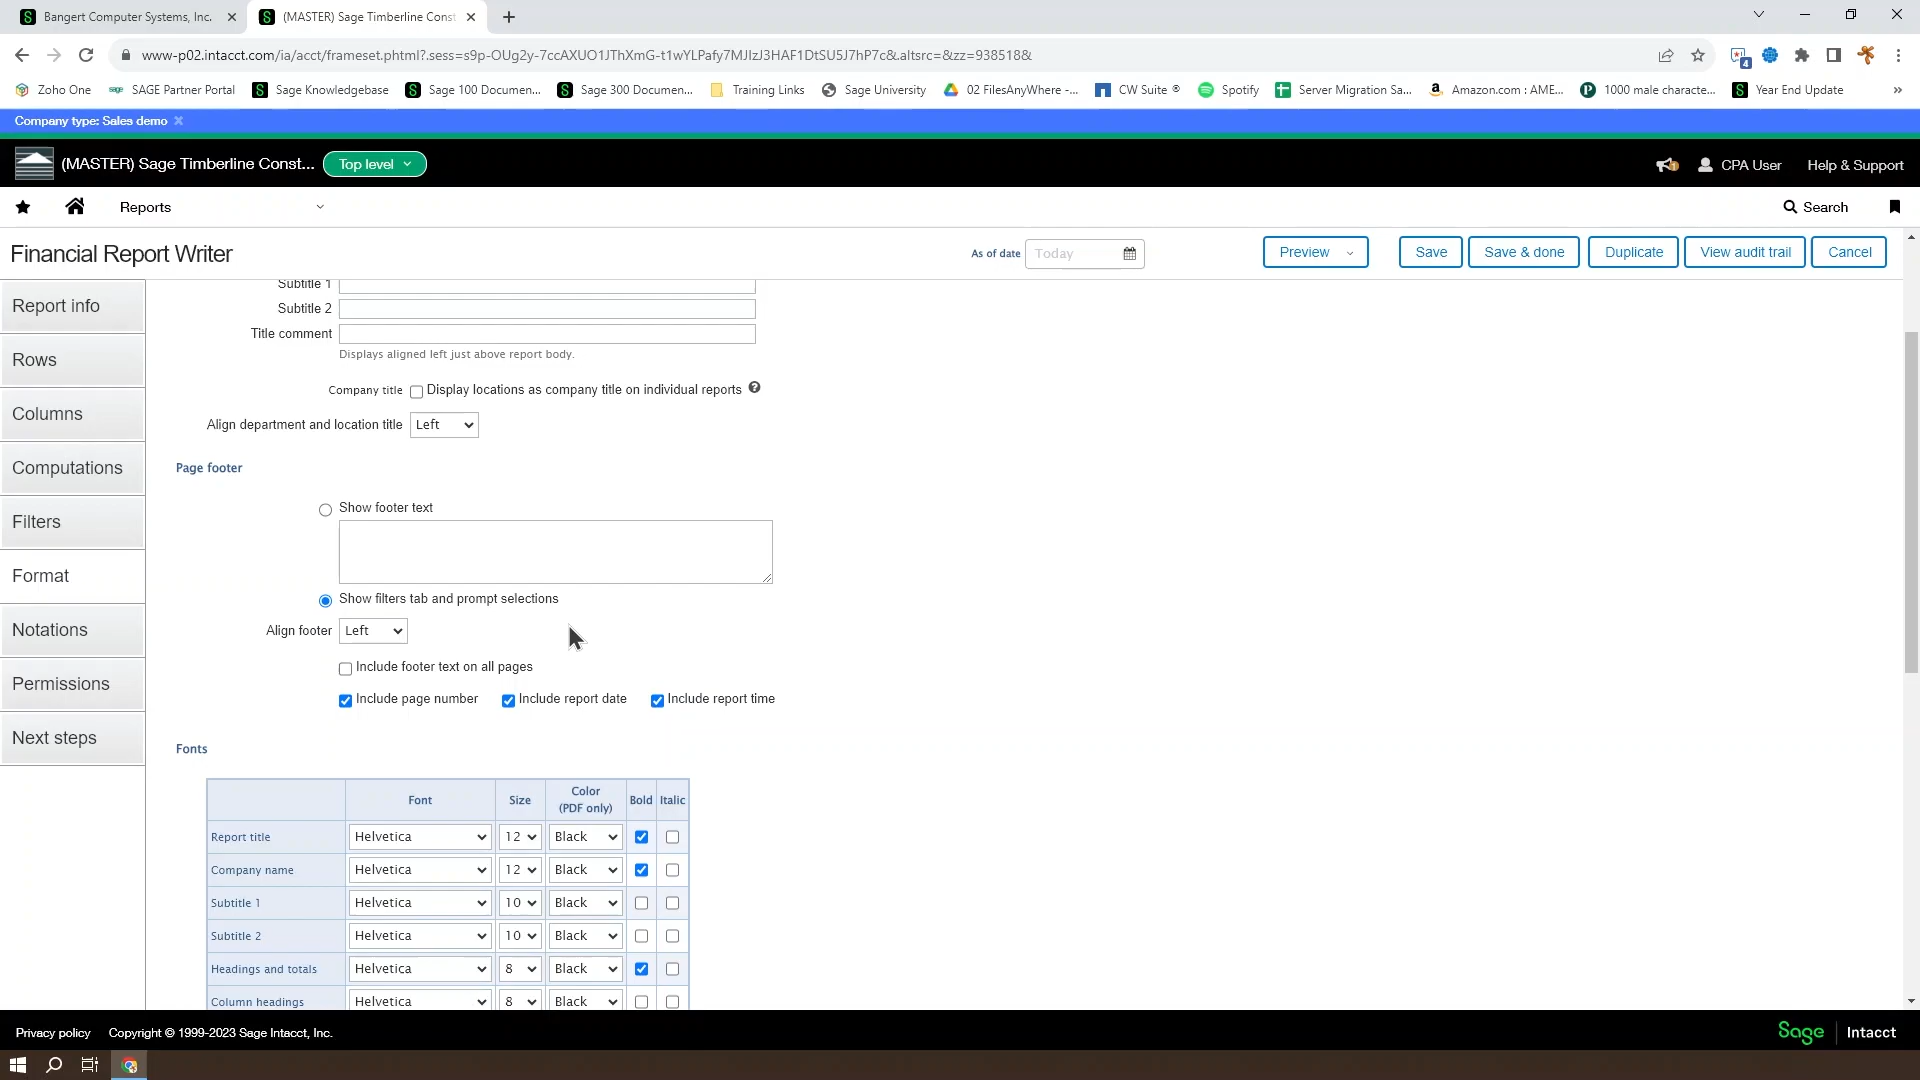 Bangert Computer Systems, Inc.
(MASTER) Sage Timberline Const
www-p02.intacct.com/ia/acct/frameset.phtml?.sess=s9p-OUg2y-7ccAXUO1JThXmG-t1wYLPafy7MJIzJ3HAF1DtSU5J7hP7c&.altsrc=&zz=938518&
4
Zoho One
SAGE Partner Portal
Sage Knowledgebase
Sage 100 Documen...
Sage 300 Documen...
Training Links
Sage University
02 FilesAnyWhere -...
CW Suite ®
Spotify
Server Migration Sa...
Amazon.com : AME...
1000 male characte...
Year End Update
»
Company type: Sales demo
(MASTER) Sage Timberline Const...
Top level
1
CPA User
Help & Support
Reports
Search
Financial Report Writer
As of date
Today
Preview
Save
Save & done
Duplicate
View audit trail
Cancel
Report info
Rows
Columns
Computations
Filters
Format
Notations
Permissions
Next steps
Subtitle 1
Subtitle 2
Title comment
Displays aligned left just above report body.
Company title
Display locations as company title on individual reports
Align department and location title
Left
Page footer
Show footer text
Show filters tab and prompt selections
Align footer
Left
Include footer text on all pages
Include page number
Include report date
Include report time
Fonts
Font
Size
Color
(PDF only)
Bold
Italic
Report title
Helvetica
12
Black
Company name
Helvetica
12
Black
Subtitle 1
Helvetica
10
Black
Subtitle 2
Helvetica
10
Black
Headings and totals
Helvetica
8
Black
Column headings
Helvetica
8
Black
Privacy policy
Copyright © 1999-2023 Sage Intacct, Inc.
Sage
Intacct